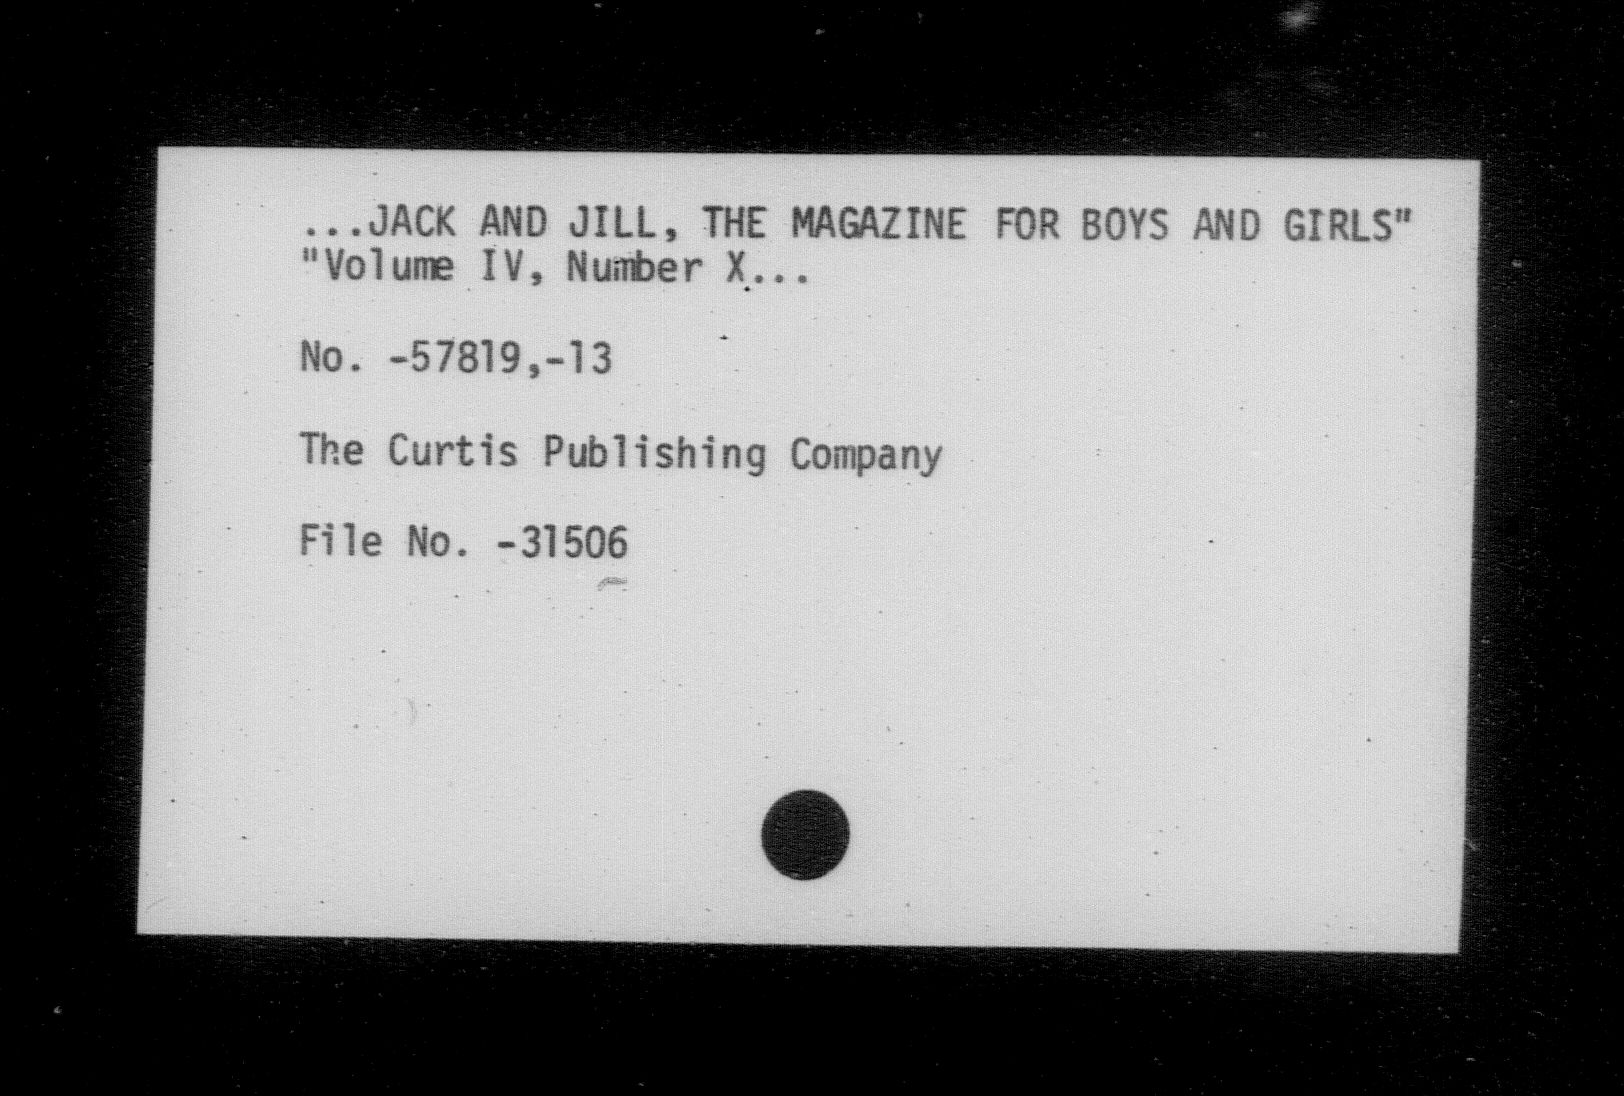 ...JACK AND JILL, THE MAGAZINE FOR BOYS AND GIRLS"
"Volume IV, Number X...
No. -57819,-13
The Curtis Publishing Company
File No. -31506